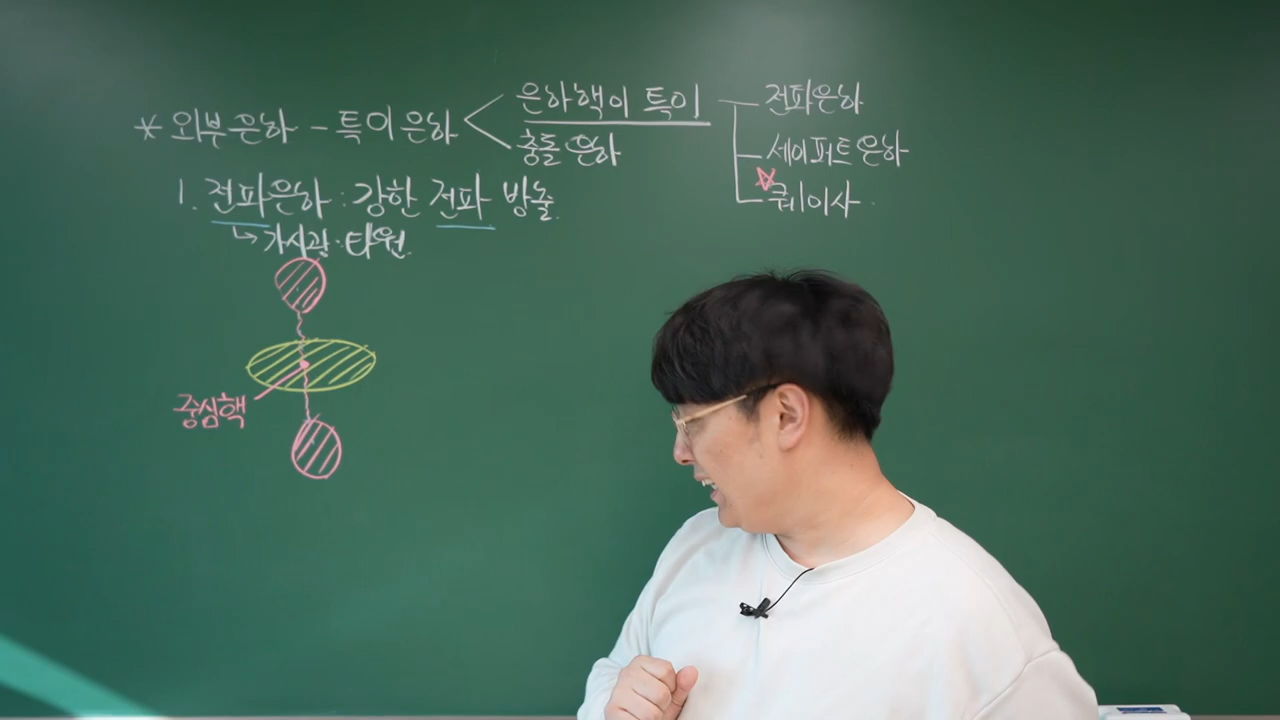 * 외부은하 - 특이은하 < 은하핵이 특이
충돌은하
전파은하
세이퍼트은하
☆퀘이사
1. 전파은하 : 강한 전파 방출
↳ 가시광 : 타원
중심핵